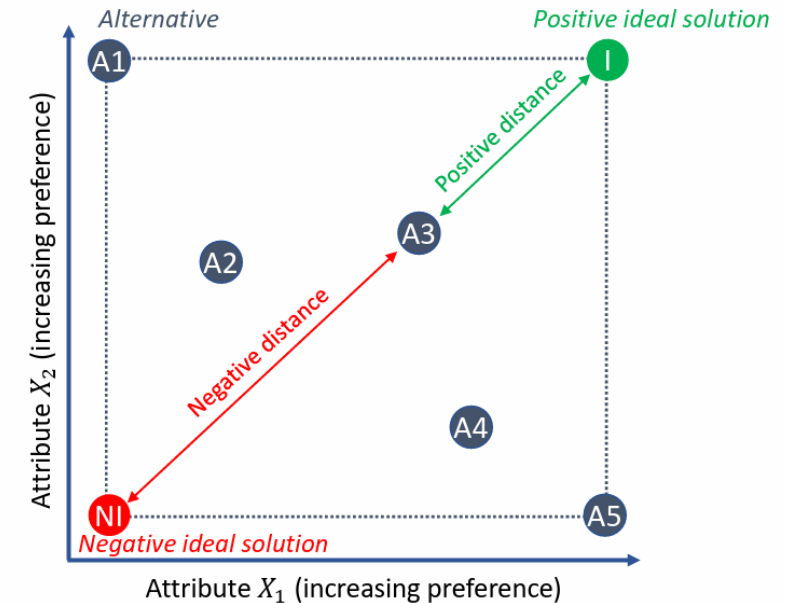 Alternative
Positive ideal solution
A1
I
Positive distance
A3
A2
Negative distance
A4
NI
A5
Negative ideal solution
Attribute X₂ (increasing preference)
Attribute X₁ (increasing preference)